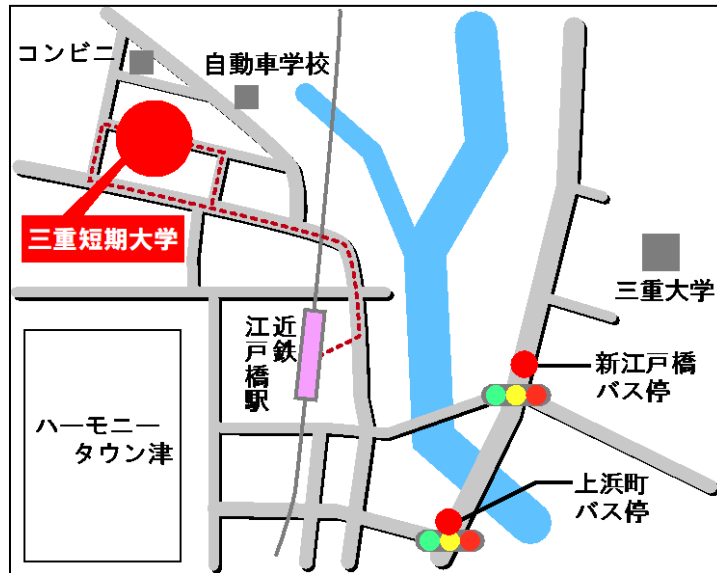 コンビニ
自動車学校
三重短期大学
三重大学
近鉄
江戸橋駅
新江戸橋
バス停
ハーモニー
タウン津
上浜町
バス停